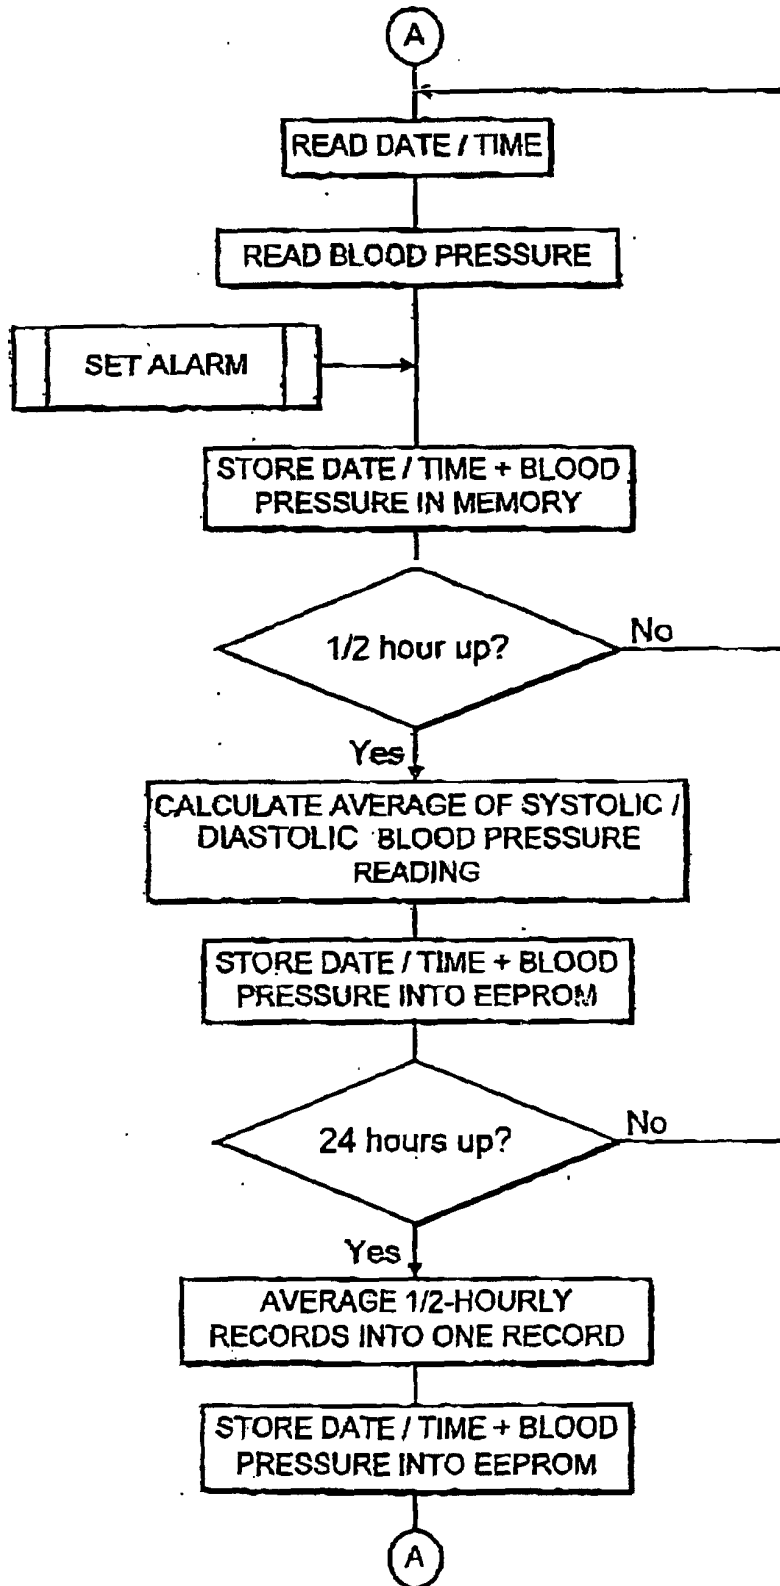 A
READ DATE / TIME
READ BLOOD PRESSURE
SET ALARM
STORE DATE / TIME + BLOOD
PRESSURE IN MEMORY
1/2 hour up?
No
Yes
CALCULATE AVERAGE OF SYSTOLIC /
DIASTOLIC BLOOD PRESSURE
READING
STORE DATE / TIME + BLOOD
PRESSURE INTO EEPROM
24 hours up?
No
Yes
AVERAGE 1/2-HOURLY
RECORDS INTO ONE RECORD
STORE DATE / TIME + BLOOD
PRESSURE INTO EEPROM
A